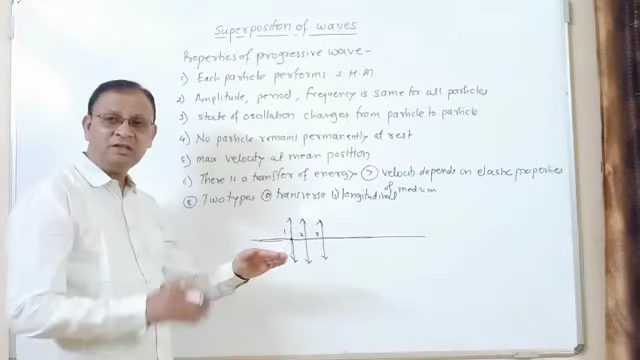 Superposition of waves
Properties of progressive wave -
1) Each particle performs S.H.M
2) Amplitude, period, frequency is same for all particles
3) state of oscillation changes from particle to particle
4) No particle remains permanently at rest
5) max velocity at mean position
6) There is a transfer of energy ⑦ velocity depends on elastic properties of medium
⑧ Two types ⓐ transverse b) longitudinal
1 2 3